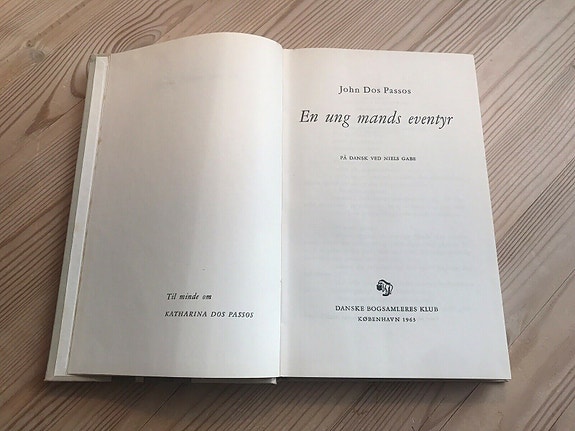 Til minde om
KATHARINA DOS PASSOS
John Dos Passos
En ung mands eventyr
PÅ DANSK VED NIELS GABE
DANSKE BOGSAMLERES KLUB
KØBENHAVN 1963